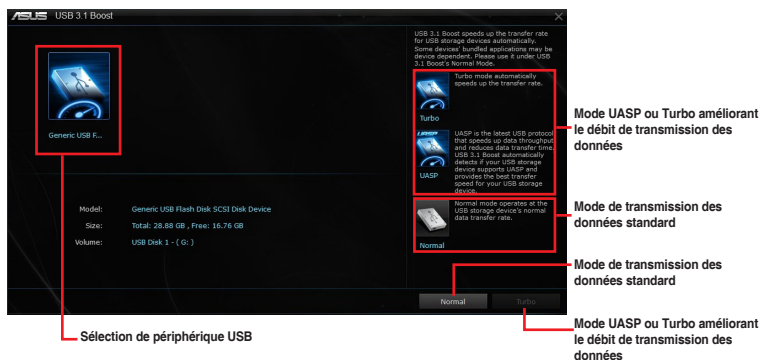 ASUS USB 3.1 Boost
USB 3.1 Boost speeds up the transfer rate
for USB storage devices automatically.
Some devices' bundled applications may be
device dependent. Please use it under USB
3.1 Boost's Normal Mode.
Generic USB F...
Turbo mode automatically
speeds up the transfer rate.
Turbo
UASP
UASP is the latest USB protocol
that speeds up data throughput
and reduces data transfer time.
USB 3.1 Boost automatically
detects if your USB storage
device supports UASP and
provides the best transfer
speed for your USB storage
device.
UASP
Normal mode operates at the
USB storage device's normal
data transfer rate.
Normal
Model: Generic USB Flash Disk SCSI Disk Device
Size: Total: 28.88 GB , Free: 16.76 GB
Volume: USB Disk 1 - ( G: )
Normal
Turbo
Mode UASP ou Turbo améliorant
le débit de transmission des
données
Mode de transmission des
données standard
Mode de transmission des
données standard
Mode UASP ou Turbo améliorant
le débit de transmission des
données
Sélection de périphérique USB